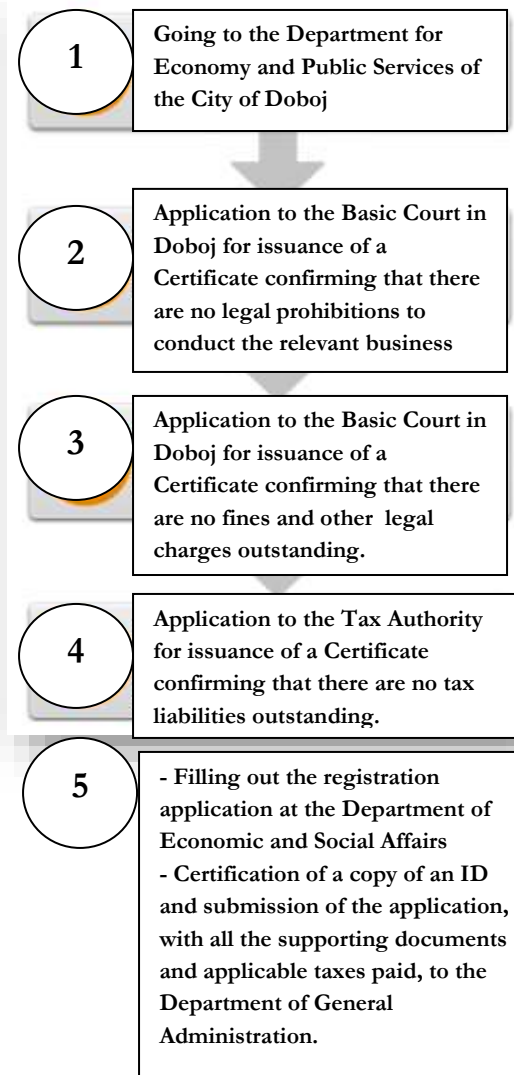 1
Going to the Department for
Economy and Public Services of
the City of Doboj
2
Application to the Basic Court in
Doboj for issuance of a
Certificate confirming that there
are no legal prohibitions to
conduct the relevant business
3
Application to the Basic Court in
Doboj for issuance of a
Certificate confirming that there
are no fines and other legal
charges outstanding.
4
Application to the Tax Authority
for issuance of a Certificate
confirming that there are no tax
liabilities outstanding.
5
- Filling out the registration
application at the Department of
Economic and Social Affairs
- Certification of a copy of an ID
and submission of the application,
with all the supporting documents
and applicable taxes paid, to the
Department of General
Administration.